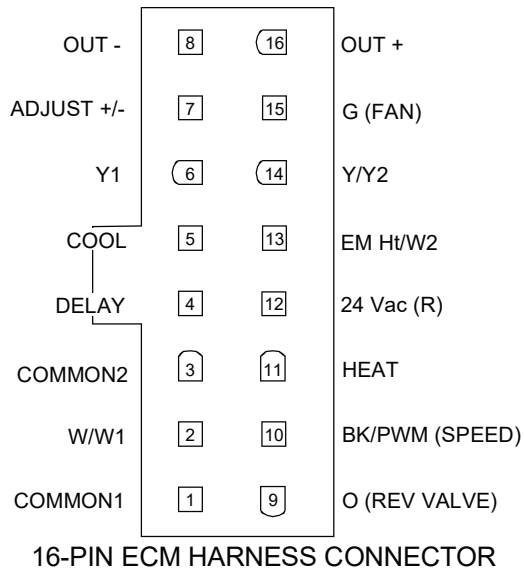 OUT - 8 16 OUT +
ADJUST +/- 7 15 G (FAN)
Y1 6 14 Y/Y2
COOL 5 13 EM Ht/W2
DELAY 4 12 24 Vac (R)
COMMON2 3 11 HEAT
W/W1 2 10 BK/PWM (SPEED)
COMMON1 1 9 O (REV VALVE)
16-PIN ECM HARNESS CONNECTOR